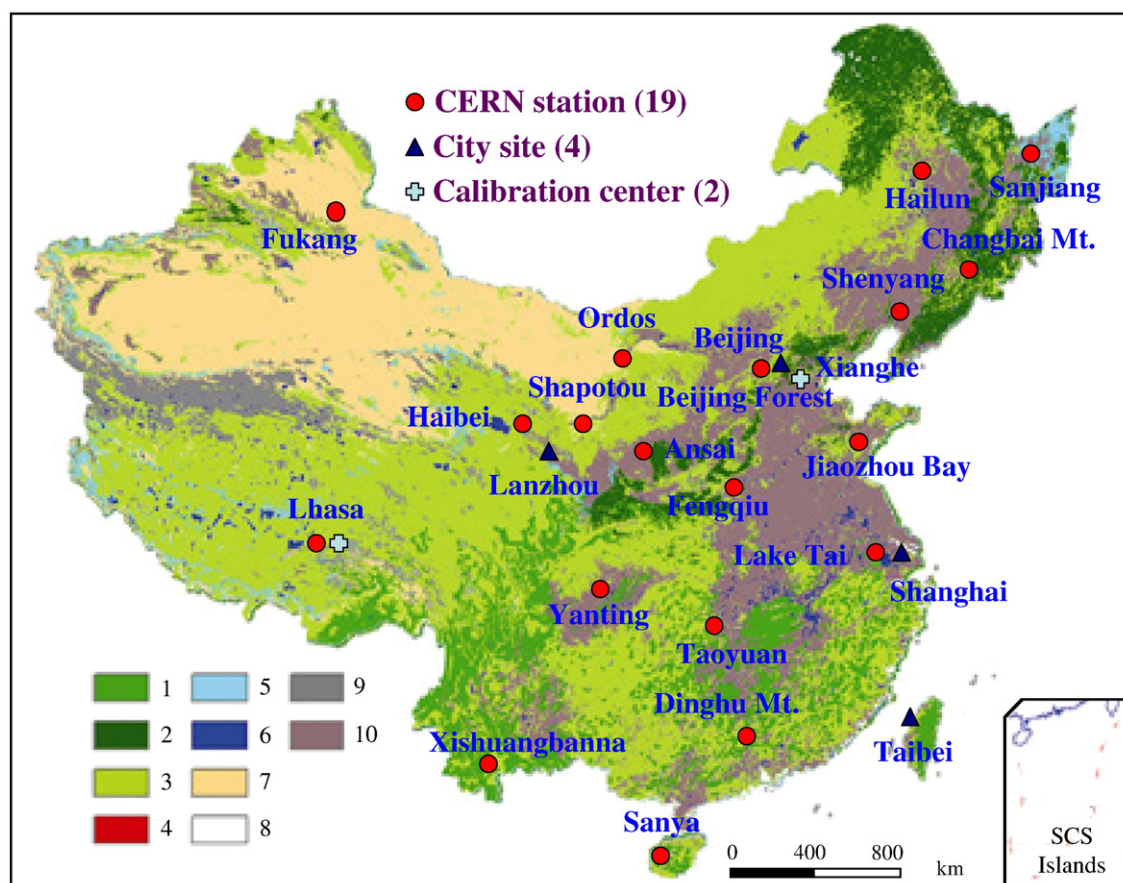 CERN station (19)
City site (4)
Calibration center (2)
Hailun
Sanjiang
Fukang
Changbai Mt.
Shenyang
Ordos
Beijing
Xianghe
Shapotou
Beijing Forest
Haibei
Ansai
Jiaozhou Bay
Lanzhou
Fengqiu
Lhasa
Lake Tai
Shanghai
Yanting
Taoyuan
Dinghu Mt.
Xishuangbanna
Taibei
Sanya
1 5 9
2 6 10
3 7
4 8
0 400 800 km
SCS
Islands